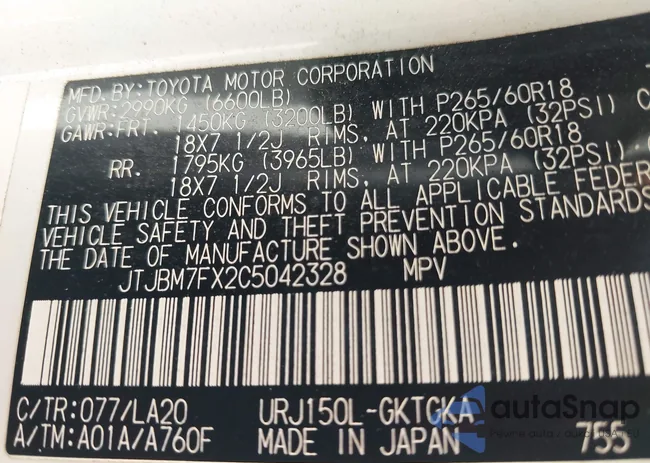 MFD. BY: TOYOTA MOTOR CORPORATION
GVWR: 2990KG (6600LB)
GAWR: FRT. 1450KG (3200LB) WITH P265/60R18
18X7 1/2J RIMS, AT 220KPA (32PSI) C
RR. 1795KG (3965LB) WITH P265/60R18
18X7 1/2J RIMS, AT 220KPA (32PSI)
THIS VEHICLE CONFORMS TO ALL APPLICABLE FEDER
VEHICLE SAFETY AND THEFT PREVENTION STANDARDS
THE DATE OF MANUFACTURE SHOWN ABOVE.
JTJBM7FX2C5042328 MPV
C/TR: 077/LA20 URJ150L-GKTGKA
A/TM: A01A/A760F MADE IN JAPAN 755
autoSnap